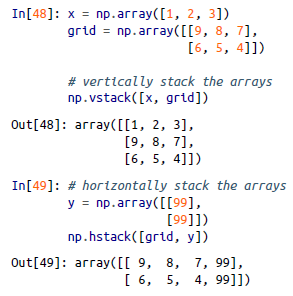 In[48]: x = np.array([1, 2, 3])
        grid = np.array([[9, 8, 7],
                         [6, 5, 4]])
        # vertically stack the arrays
        np.vstack([x, grid])
Out[48]: array([[1, 2, 3],
                [9, 8, 7],
                [6, 5, 4]])
In[49]: # horizontally stack the arrays
        y = np.array([[99],
                      [99]])
        np.hstack([grid, y])
Out[49]: array([[ 9,  8,  7, 99],
                [ 6,  5,  4, 99]])